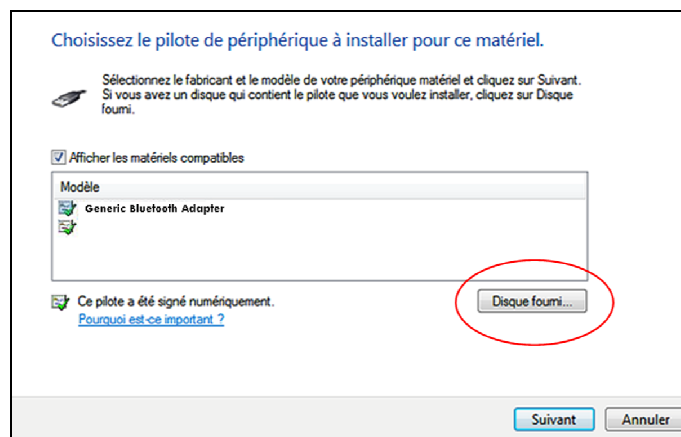 Choisissez le pilote de périphérique à installer pour ce matériel.
Sélectionnez le fabricant et le modèle de votre périphérique matériel et cliquez sur Suivant.
Si vous avez un disque qui contient le pilote que vous voulez installer, cliquez sur Disque
fourni.
Afficher les matériels compatibles
Modèle
Generic Bluetooth Adapter
Ce pilote a été signé numériquement.
Disque fourni...
Pourquoi est-ce important ?
Suivant
Annuler